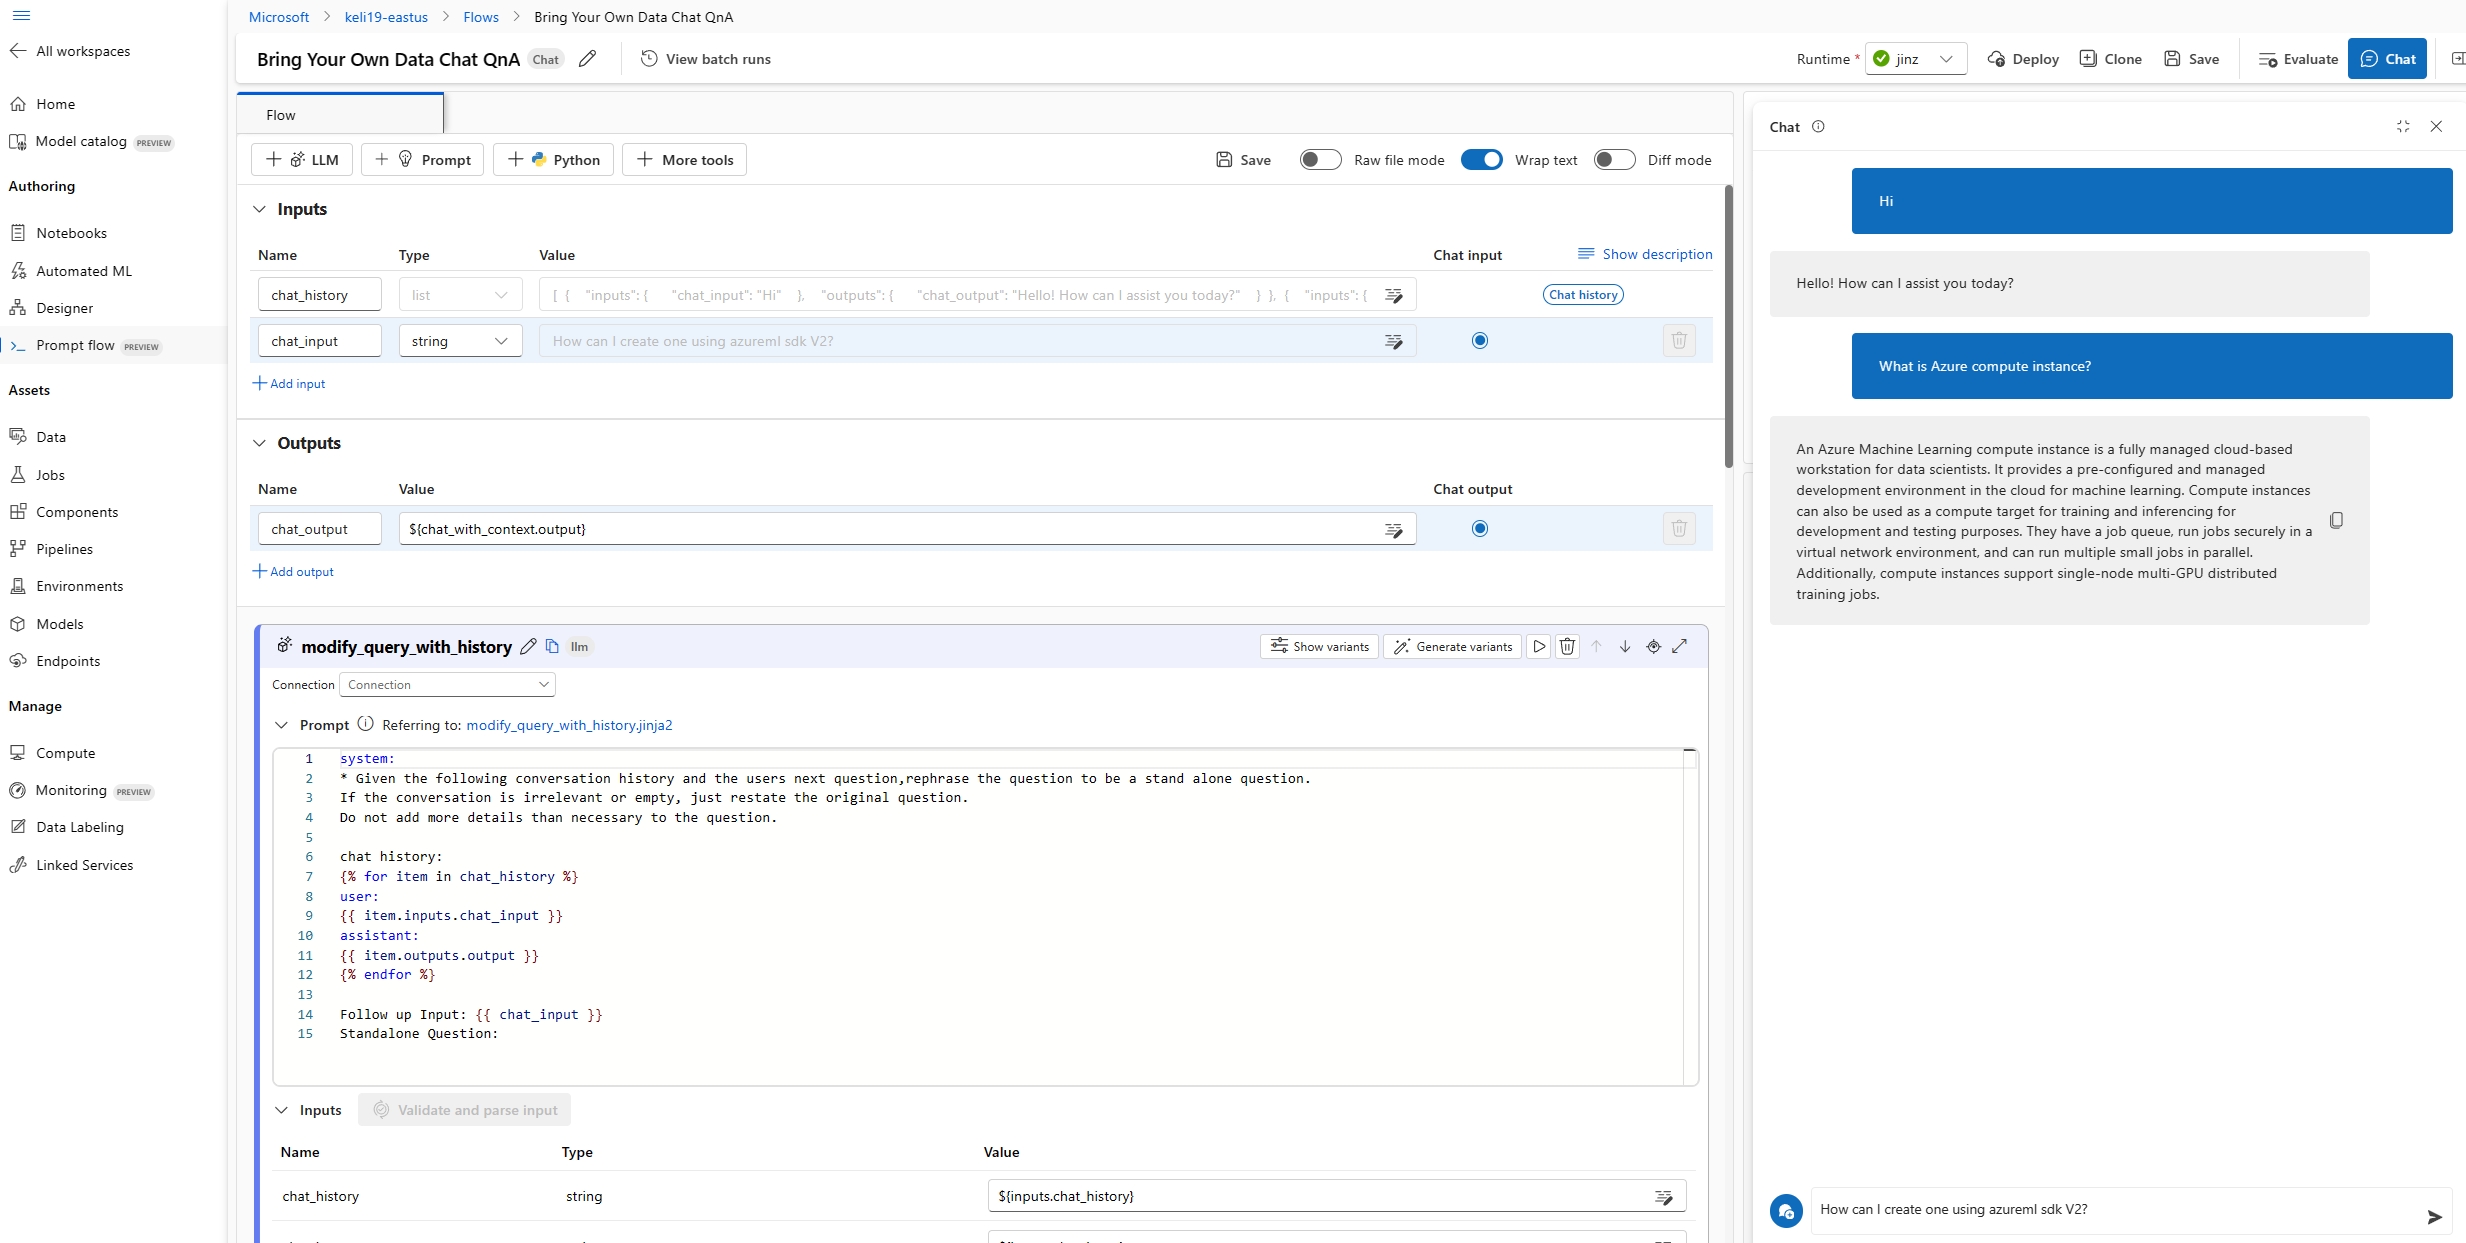 Microsoft > keli19-eastus > Flows > Bring Your Own Data Chat QnA
All workspaces
Home
Model catalog PREVIEW
Authoring
Notebooks
Automated ML
Designer
Prompt flow PREVIEW
Assets
Data
Jobs
Components
Pipelines
Environments
Models
Endpoints
Manage
Compute
Monitoring PREVIEW
Data Labeling
Linked Services
Bring Your Own Data Chat QnA Chat View batch runs
Runtime * jinz Deploy Clone Save Evaluate Chat
Flow
LLM Prompt Python More tools
Save Raw file mode Wrap text Diff mode
Inputs
Name Type Value Chat input Show description
chat_history list [ { "inputs": { "chat_input": "Hi" }, "outputs": { "chat_output": "Hello! How can I assist you today?" } }, { "inputs": { Chat history
chat_input string How can I create one using azureml sdk V2?
+ Add input
Outputs
Name Value Chat output
chat_output ${chat_with_context.output}
+ Add output
modify_query_with_history llm Show variants Generate variants
Connection Connection
Prompt Referring to: modify_query_with_history.jinja2
1 system:
2 * Given the following conversation history and the users next question,rephrase the question to be a stand alone question.
3 If the conversation is irrelevant or empty, just restate the original question.
4 Do not add more details than necessary to the question.
5
6 chat history:
7 {% for item in chat_history %}
8 user:
9 {{ item.inputs.chat_input }}
10 assistant:
11 {{ item.outputs.output }}
12 {% endfor %}
13
14 Follow up Input: {{ chat_input }}
15 Standalone Question:
Inputs Validate and parse input
Name Type Value
chat_history string ${inputs.chat_history}
Chat
Hi
Hello! How can I assist you today?
What is Azure compute instance?
An Azure Machine Learning compute instance is a fully managed cloud-based
workstation for data scientists. It provides a pre-configured and managed
development environment in the cloud for machine learning. Compute instances
can also be used as a compute target for training and inferencing for
development and testing purposes. They have a job queue, run jobs securely in a
virtual network environment, and can run multiple small jobs in parallel.
Additionally, compute instances support single-node multi-GPU distributed
training jobs.
How can I create one using azureml sdk V2?